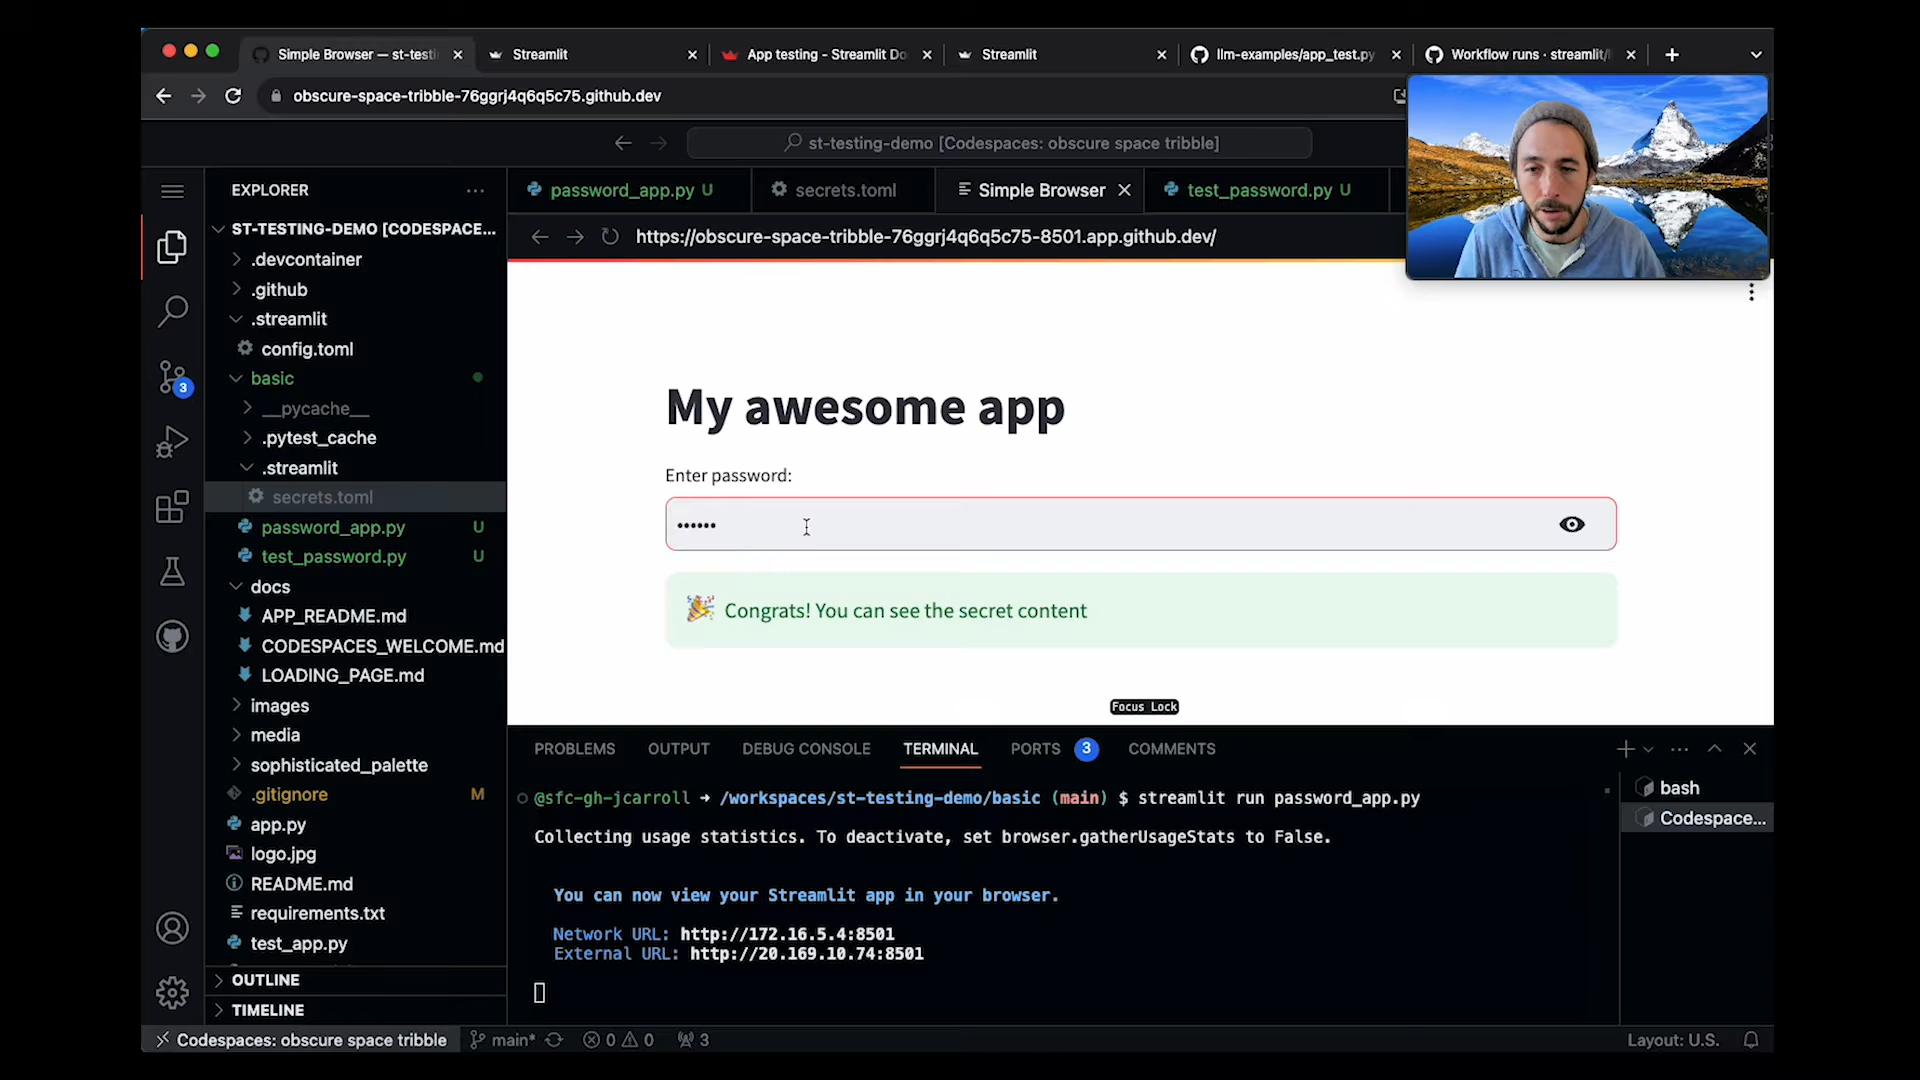 Simple Browser — st-testi
Streamlit
App testing - Streamlit Do
Streamlit
llm-examples/app_test.py
Workflow runs · streamlit/
obscure-space-tribble-76ggrj4q6q5c75.github.dev
st-testing-demo [Codespaces: obscure space tribble]
EXPLORER
password_app.py U
secrets.toml
Simple Browser
test_password.py U
ST-TESTING-DEMO [CODESPACE...
https://obscure-space-tribble-76ggrj4q6q5c75-8501.app.github.dev/
.devcontainer
.github
.streamlit
config.toml
basic
__pycache__
.pytest_cache
.streamlit
secrets.toml
password_app.py U
test_password.py U
docs
APP_README.md
CODESPACES_WELCOME.md
LOADING_PAGE.md
images
media
sophisticated_palette
.gitignore M
app.py
logo.jpg
README.md
requirements.txt
test_app.py
OUTLINE
TIMELINE
3
My awesome app
Enter password:
••••••
🎉 Congrats! You can see the secret content
Focus Lock
PROBLEMS OUTPUT DEBUG CONSOLE TERMINAL PORTS 3 COMMENTS
@sfc-gh-jcarroll → /workspaces/st-testing-demo/basic (main) $ streamlit run password_app.py
Collecting usage statistics. To deactivate, set browser.gatherUsageStats to False.
You can now view your Streamlit app in your browser.
Network URL: http://172.16.5.4:8501
External URL: http://20.169.10.74:8501
bash
Codespace...
Codespaces: obscure space tribble main* 0 0 3 Layout: U.S.